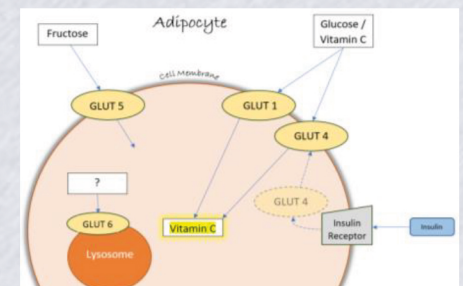 Adipocyte
Fructose
Glucose /
Vitamin C
Cell Membrane
GLUT 5
GLUT 1
GLUT 4
?
GLUT 6
Lysosome
Vitamin C
GLUT 4
Insulin
Receptor
Insulin